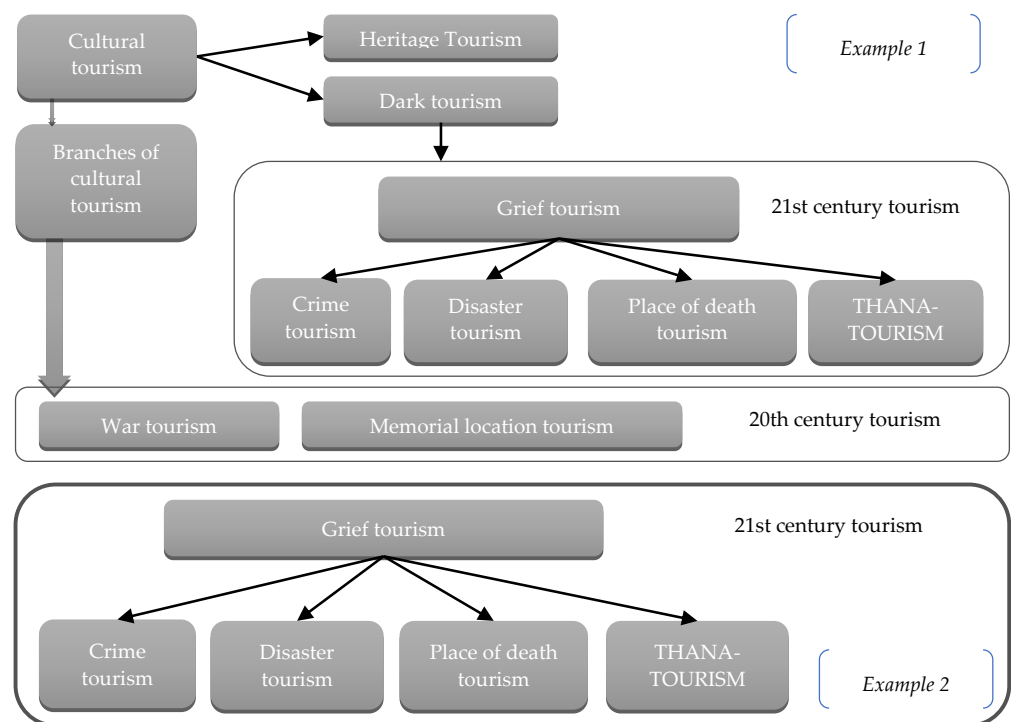 Cultural
tourism
Heritage Tourism
Example 1
Dark tourism
Branches of
cultural
tourism
Grief tourism
21st century tourism
Crime
tourism
Disaster
tourism
Place of death
tourism
THANA-
TOURISM
War tourism
Memorial location tourism
20th century tourism
Grief tourism
21st century tourism
Crime
tourism
Disaster
tourism
Place of death
tourism
THANA-
TOURISM
Example 2